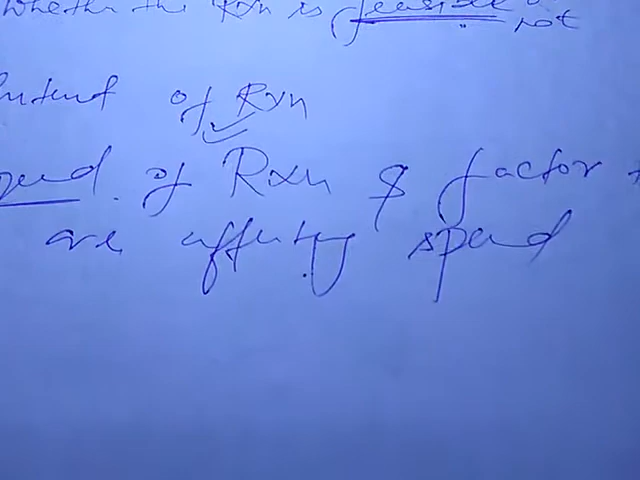 Whether the Rxn is feasible or not
Extent of Rxn
Speed of Rxn & factor t
are affecting speed